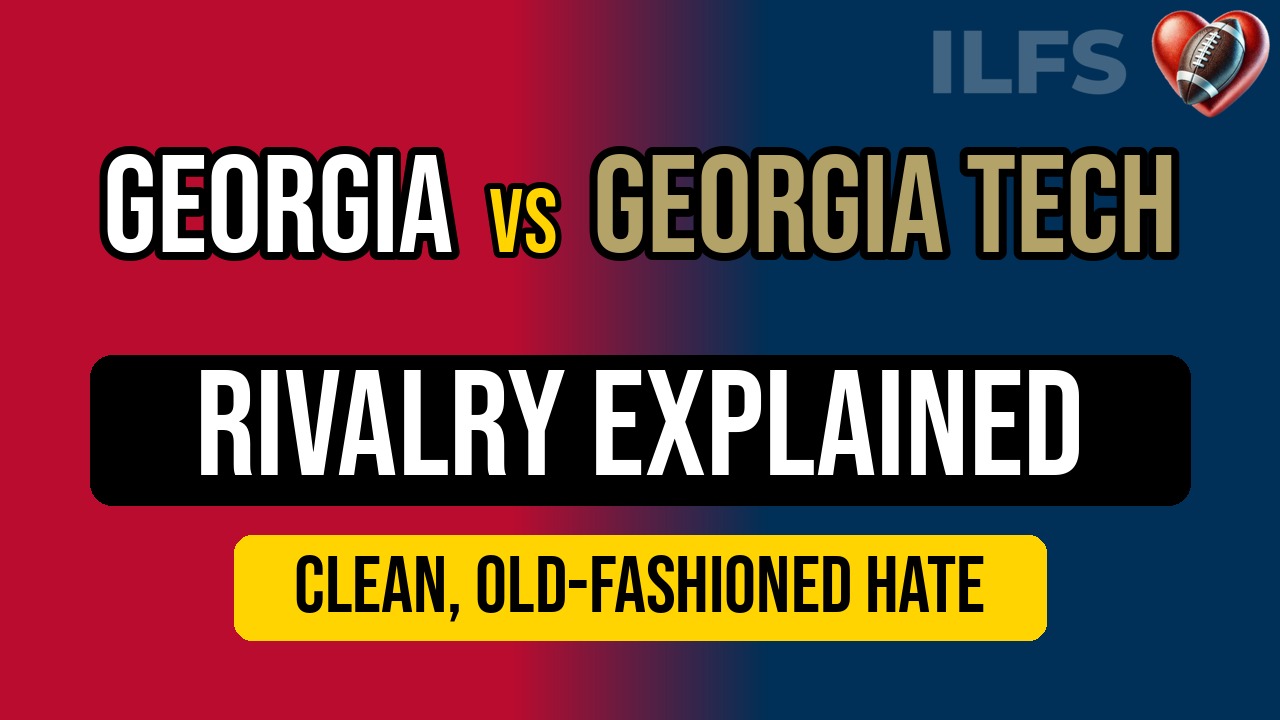 ILFS
GEORGIA VS GEORGIA TECH
RIVALRY EXPLAINED
CLEAN, OLD-FASHIONED HATE